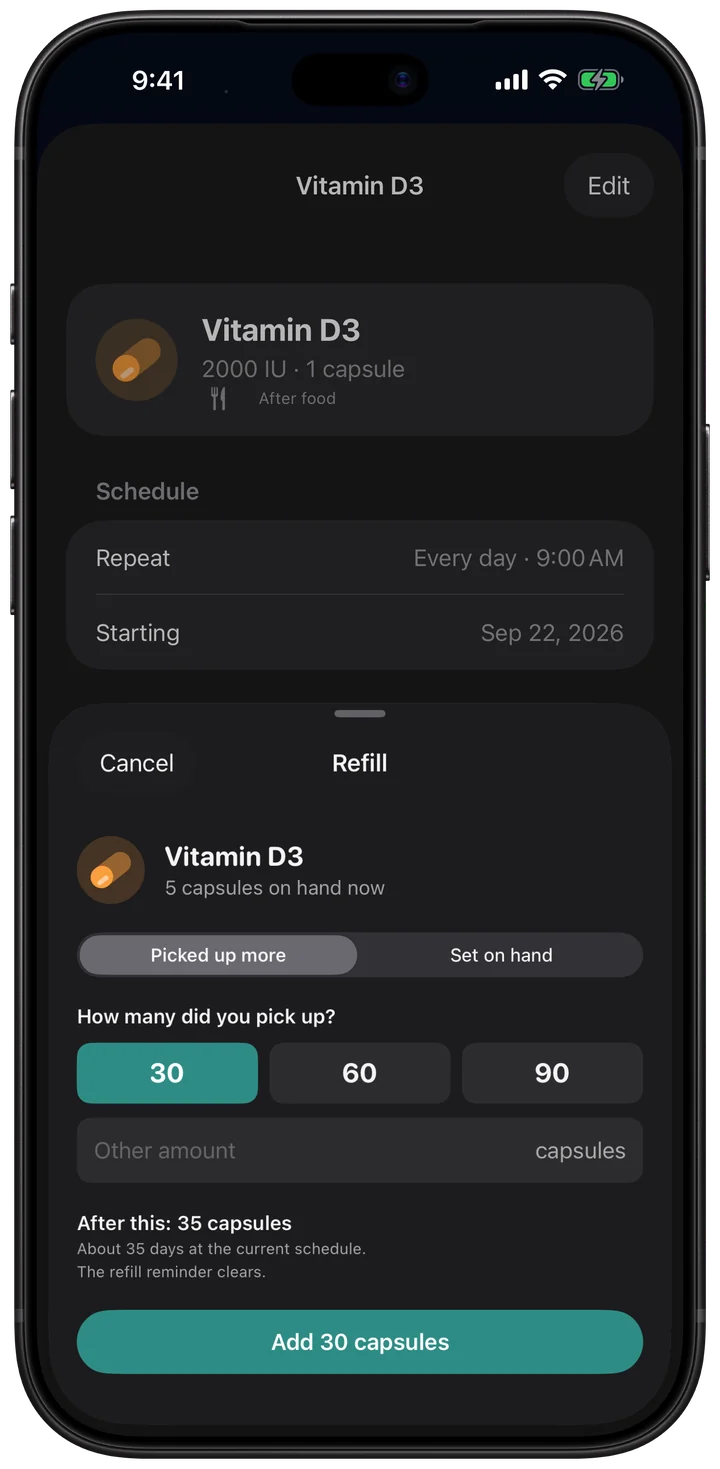 9:41
Vitamin D3
Edit
Vitamin D3
2000 IU · 1 capsule
After food
Schedule
Repeat
Every day · 9:00 AM
Starting
Sep 22, 2026
Cancel
Refill
Vitamin D3
5 capsules on hand now
Picked up more
Set on hand
How many did you pick up?
30
60
90
Other amount
capsules
After this: 35 capsules
About 35 days at the current schedule.
The refill reminder clears.
Add 30 capsules